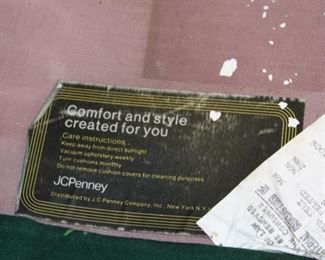 Comfort and style
created for you
Care instructions:
Keep away from direct sunlight
Vacuum upholstery weekly
Turn cushions monthly
Do not remove cushion covers for cleaning purposes
JCPenney
Distributed by J.C. Penney Company, Inc., New York N.Y.